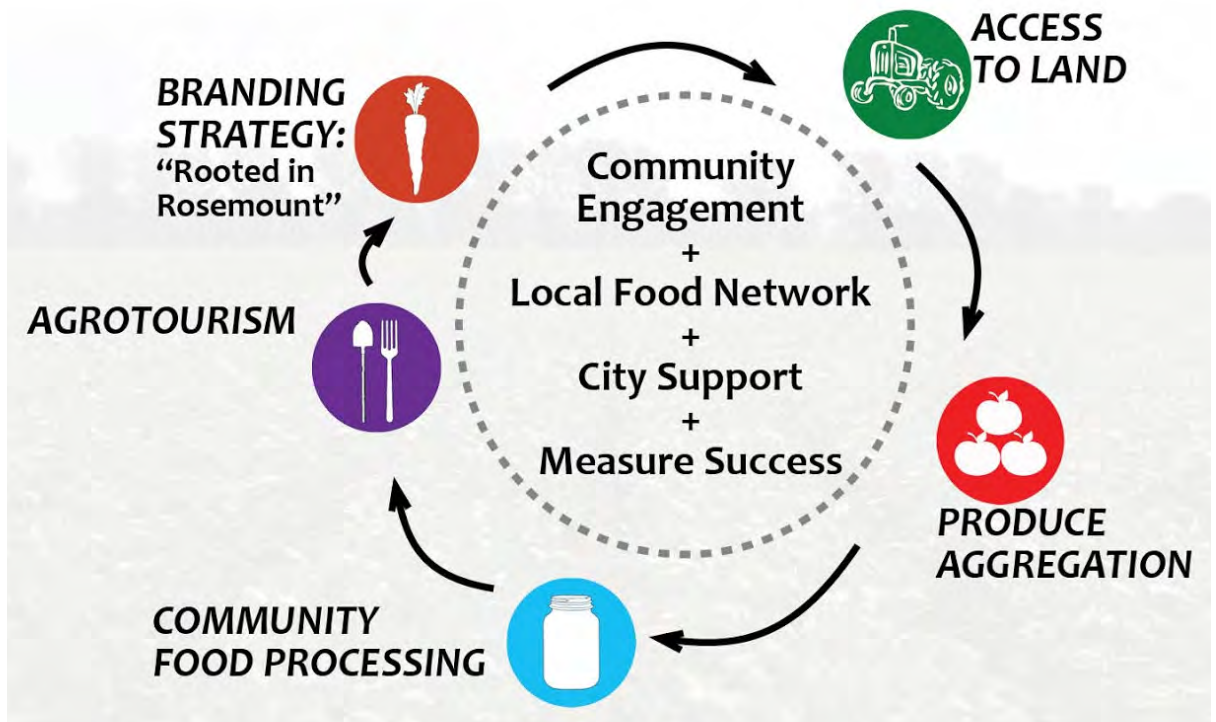 BRANDING
STRATEGY:
“Rooted in
Rosemount”
ACCESS
TO LAND
Community
Engagement
+
Local Food Network
+
City Support
+
Measure Success
AGROTOURISM
PRODUCE
AGGREGATION
COMMUNITY
FOOD PROCESSING